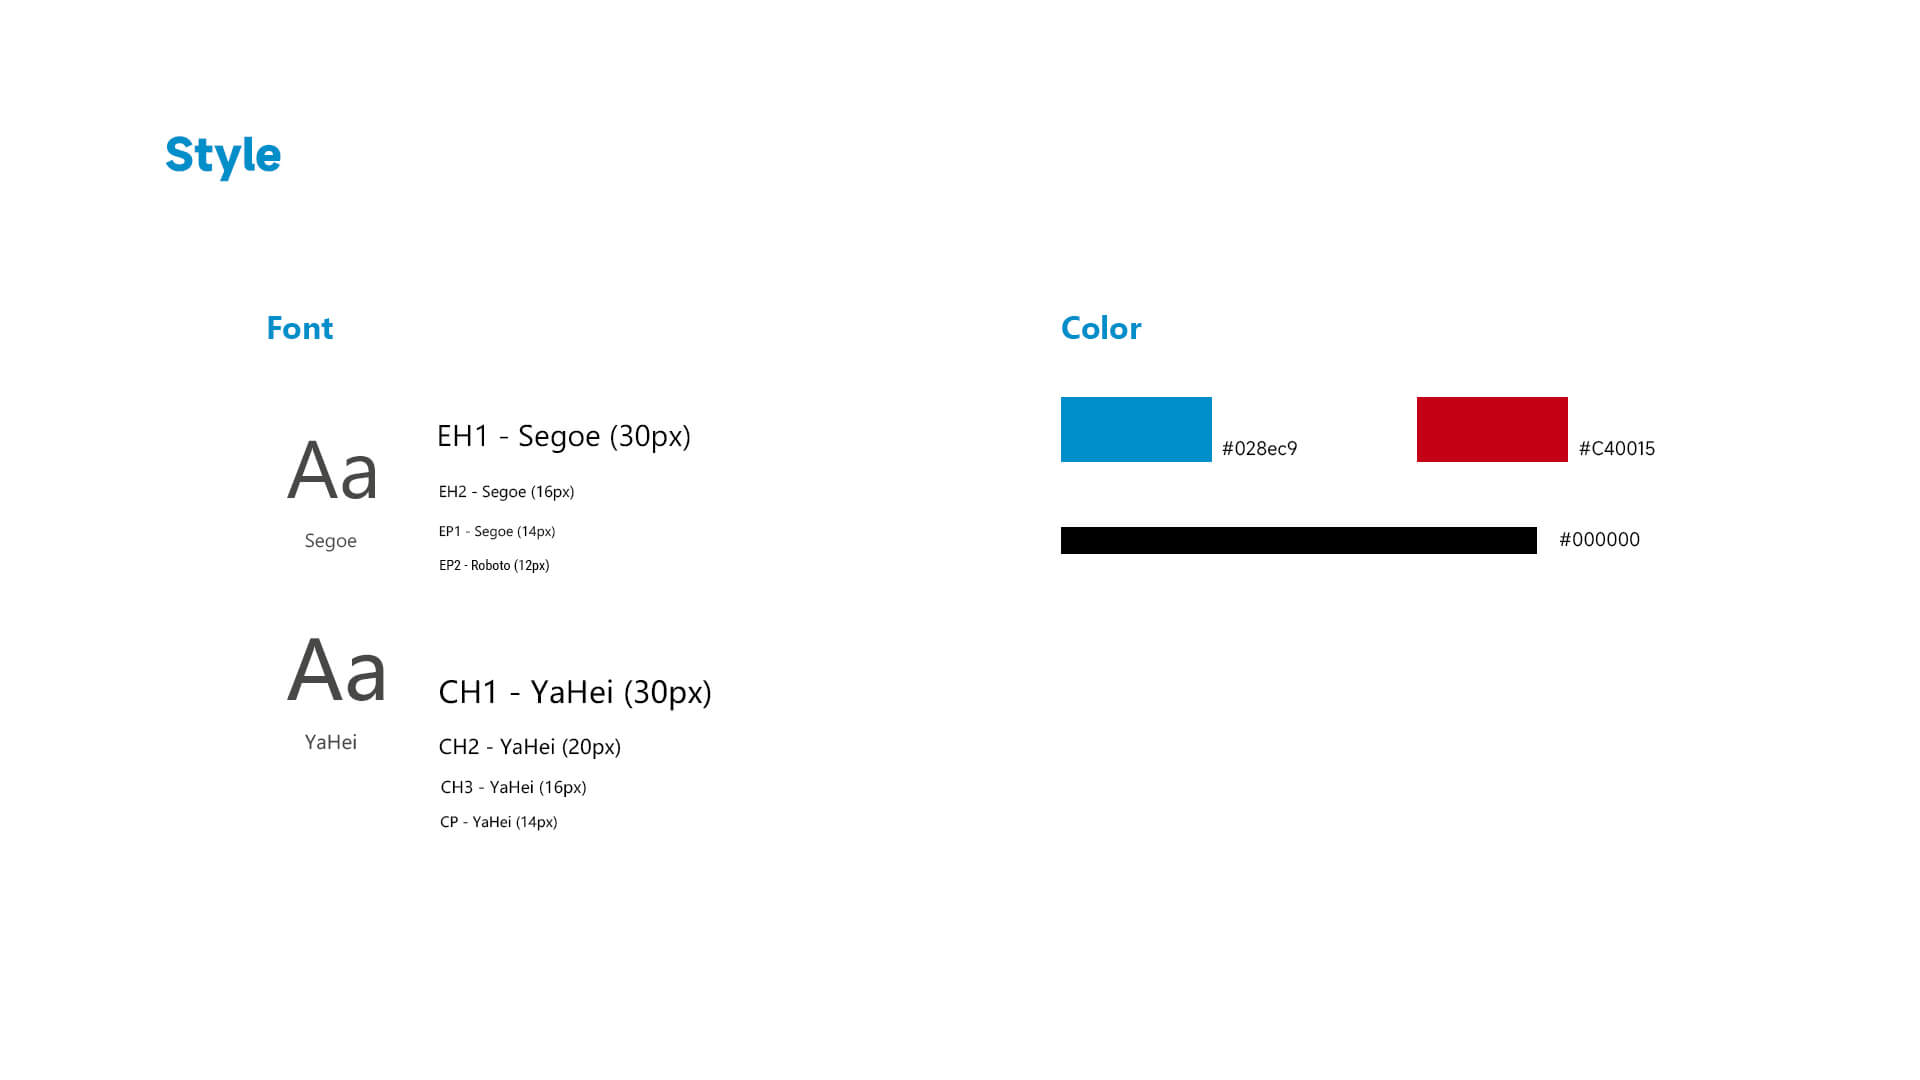 Style
Font
Aa
Segoe
EH1 - Segoe (30px)
EH2 - Segoe (16px)
EP1 - Segoe (14px)
EP2 - Roboto (12px)
Aa
YaHei
CH1 - YaHei (30px)
CH2 - YaHei (20px)
CH3 - YaHei (16px)
CP - YaHei (14px)
Color
#028ec9
#C40015
#000000